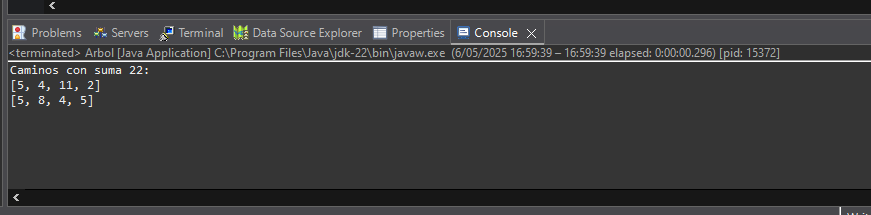 Problems Servers Terminal Data Source Explorer Properties Console
<terminated> Arbol [Java Application] C:\Program Files\Java\jdk-22\bin\javaw.exe (6/05/2025 16:59:39 – 16:59:39 elapsed: 0:00:00.296) [pid: 15372]
Caminos con suma 22:
[5, 4, 11, 2]
[5, 8, 4, 5]